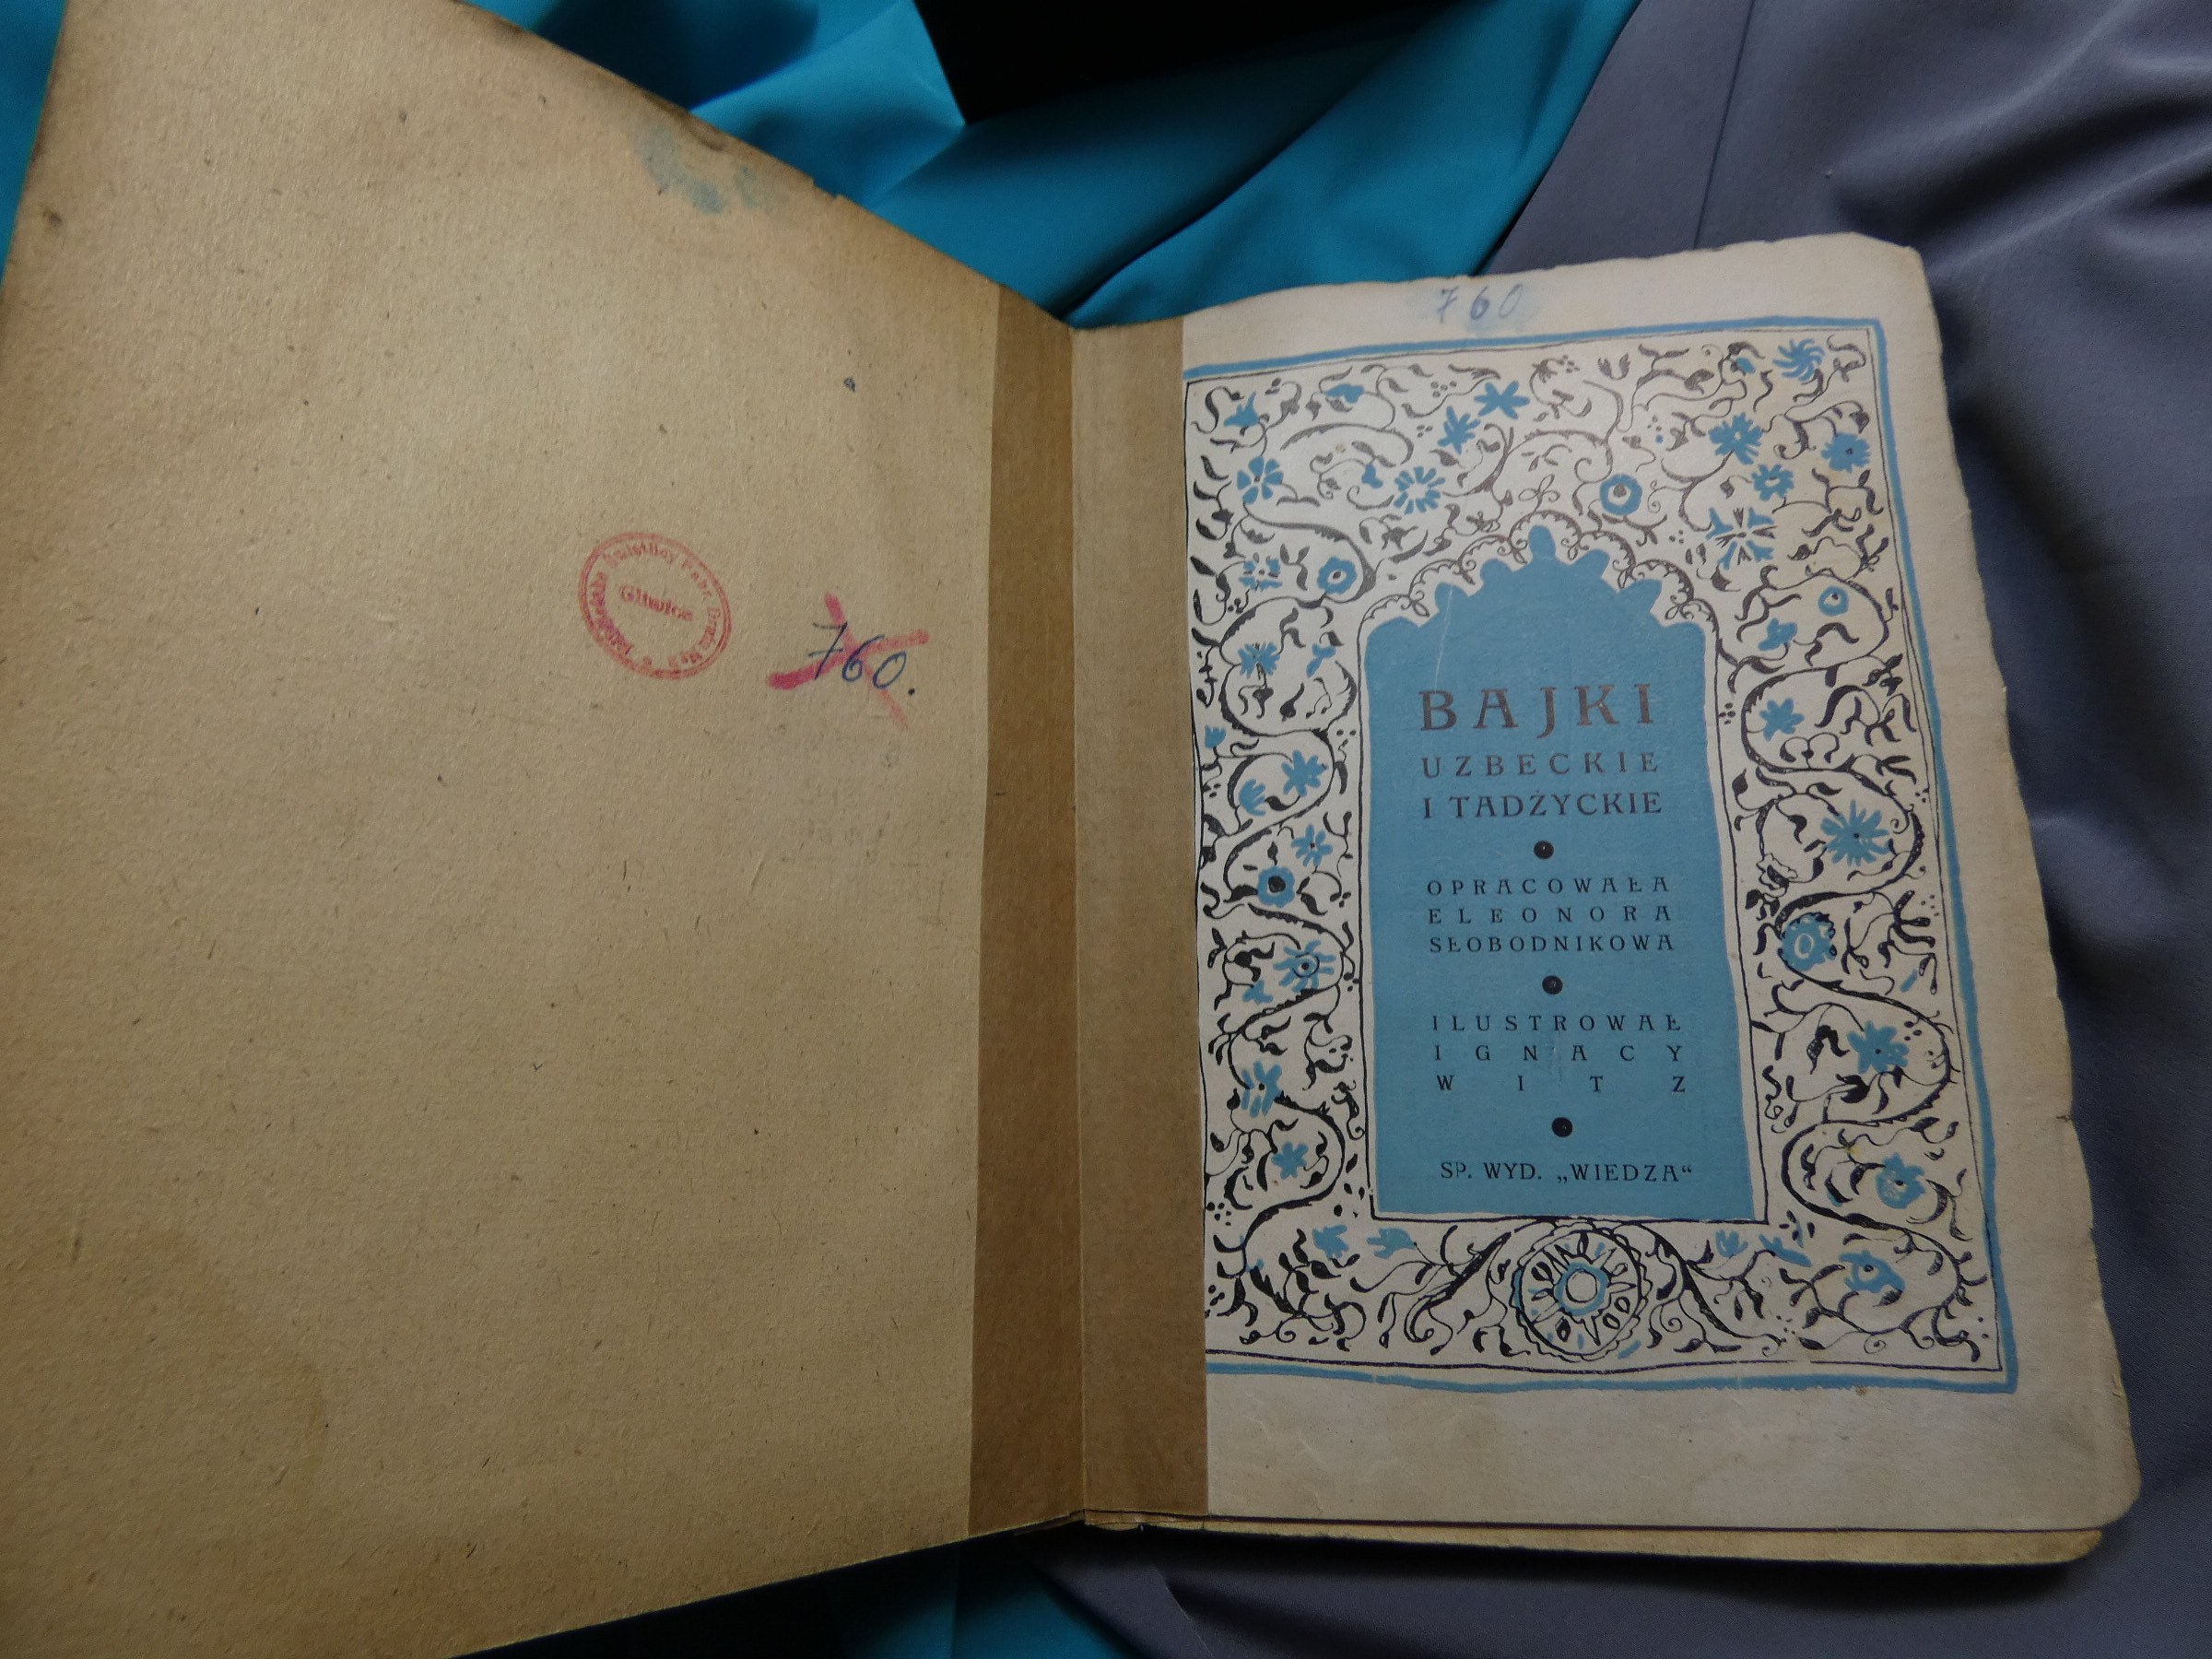 Gliwice
760.
760
BAJKI
UZBECKIE
I TADŻYCKIE
OPRACOWAŁA
ELEONORA
SŁOBODNIKOWA
ILUSTROWAŁ
IGNACY
WITZ
SP. WYD. „WIEDZA“